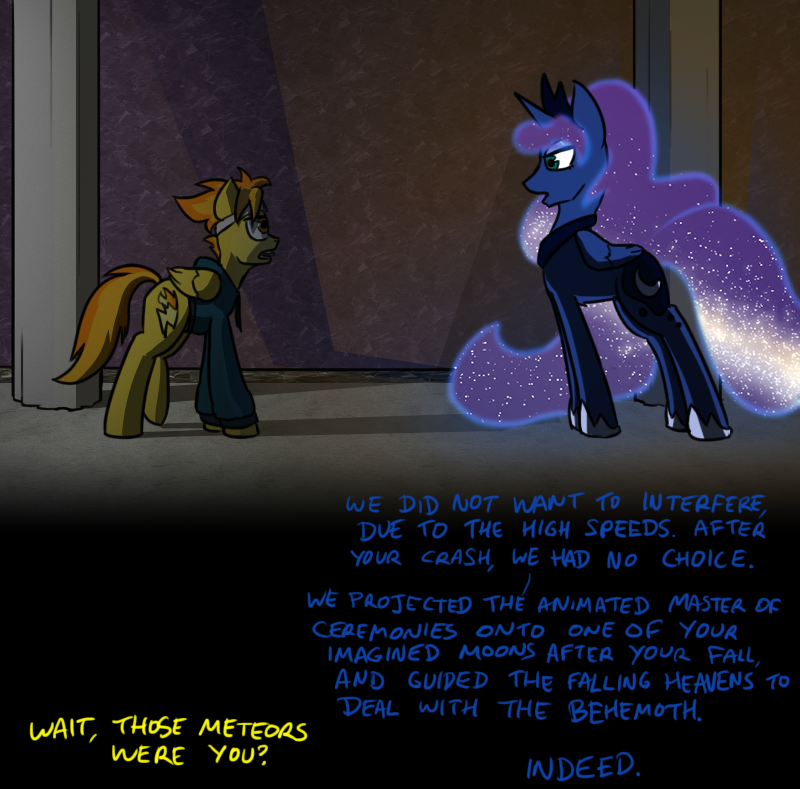 WE DID NOT WANT TO INTERFERE,
DUE TO THE HIGH SPEEDS. AFTER
YOUR CRASH, WE HAD NO CHOICE.
WE PROJECTED THE ANIMATED MASTER OF
CEREMONIES ONTO ONE OF YOUR
IMAGINED MOONS AFTER YOUR FALL,
AND GUIDED THE FALLING HEAVENS TO
DEAL WITH THE BEHEMOTH.
WAIT, THOSE METEORS
WERE YOU?
INDEED.